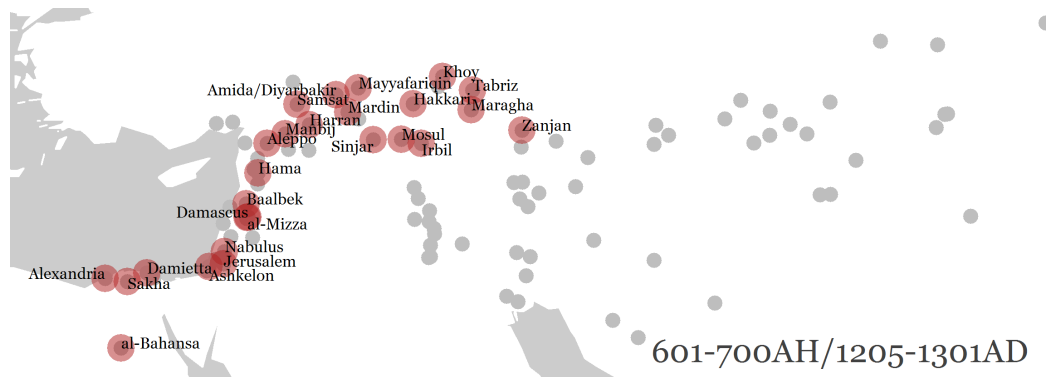 Khoy
Mayyafariqin
Tabriz
Amida/Diyarbakir
Samsat
Hakkari
Mardin
Maragha
Harran
Zanjan
Manbij
Mosul
Aleppo
Sinjar
Irbil
Hama
Baalbek
Damascus
al-Mizza
Nabulus
Jerusalem
Damietta
Alexandria
Ashkelon
Sakha
al-Bahansa
601-700AH/1205-1301AD